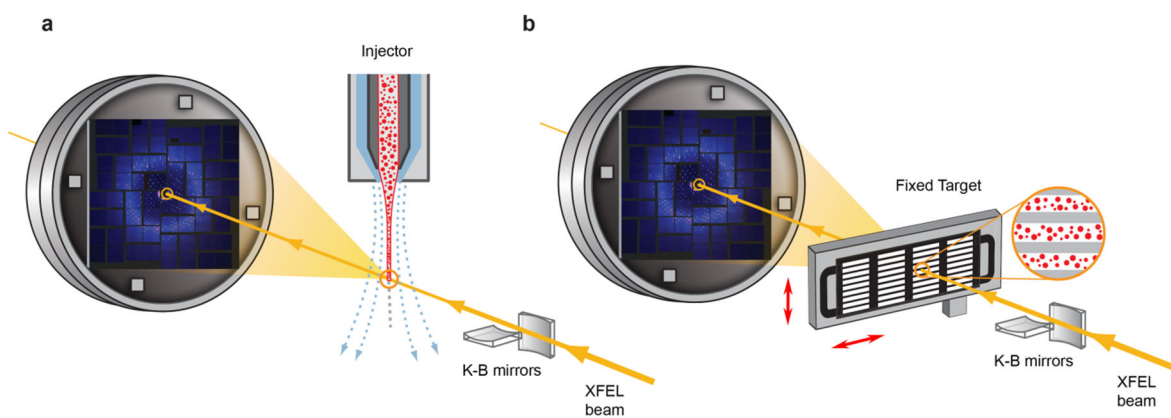 a
Injector
K-B mirrors
XFEL
beam
b
Fixed Target
K-B mirrors
XFEL
beam